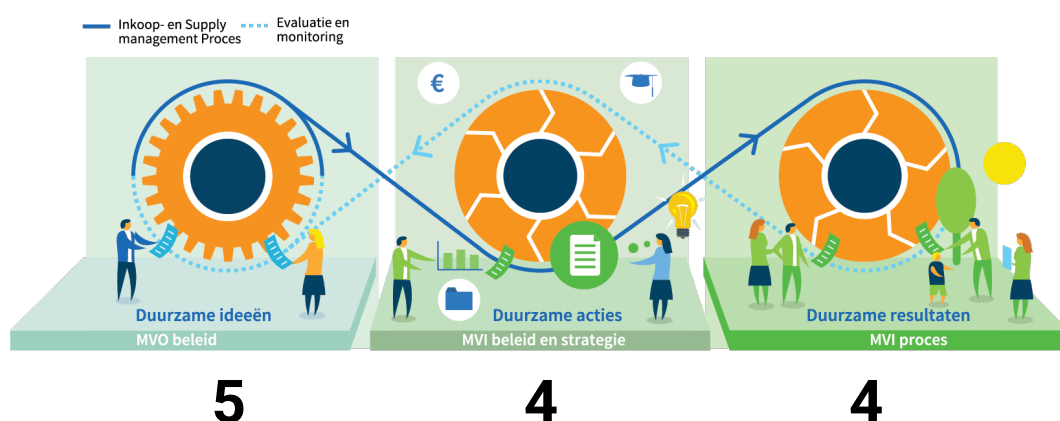 Inkoop- en Supply
management Proces
Evaluatie en
monitoring
€
Duurzame ideeën
Duurzame acties
Duurzame resultaten
MVO beleid
MVI beleid en strategie
MVI proces
5
4
4